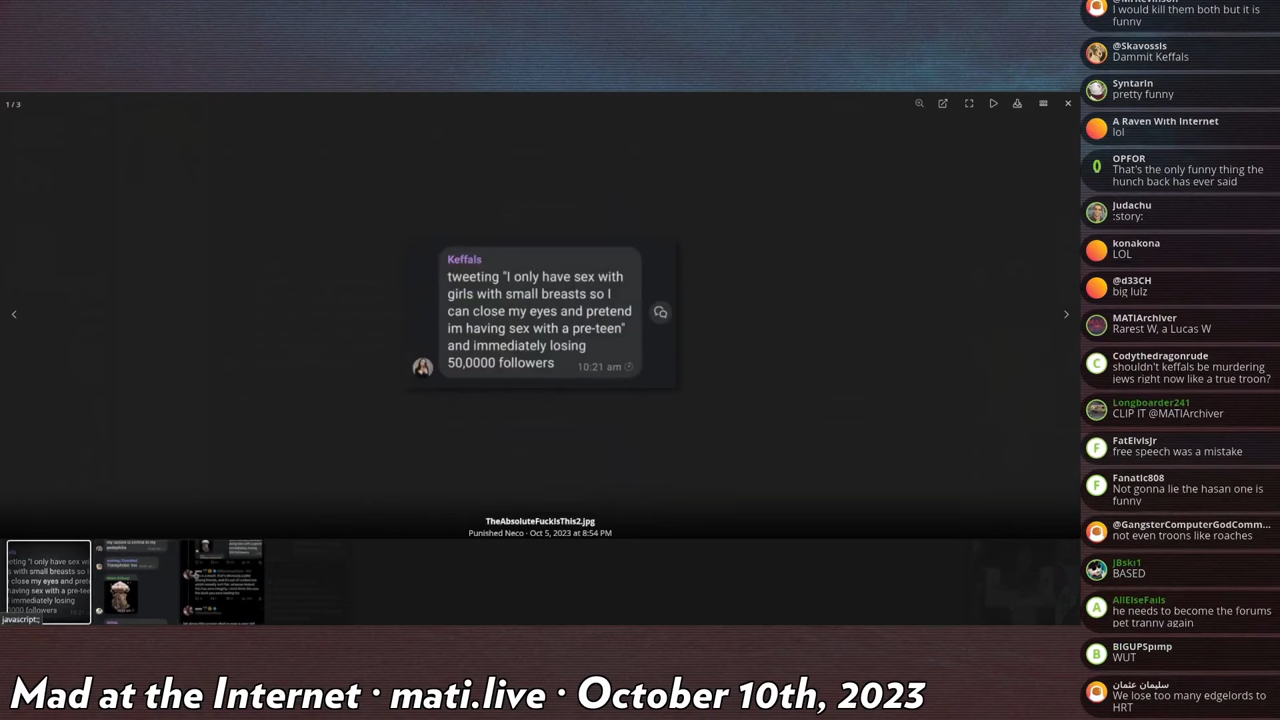 1 / 3
Keffals
tweeting "I only have sex with
girls with small breasts so I
can close my eyes and pretend
im having sex with a pre-teen"
and immediately losing
50,0000 followers
10:21 am
TheAbsoluteFuckIsThis2.jpg
Punished Neco · Oct 5, 2023 at 8:54 PM
javascript:;
Mad at the Internet · mati.live · October 10th, 2023
I would kill them both but it is
funny
@Skavossls
Dammit Keffals
SyntarIn
pretty funny
A Raven With Internet
lol
OPFOR
That's the only funny thing the
hunch back has ever said
Judachu
:story:
konakona
LOL
@d33CH
big lulz
MATIArchiver
Rarest W, a Lucas W
Codythedragonrude
shouldn't keffals be murdering
jews right now like a true troon?
Longboarder241
CLIP IT @MATIArchiver
FatElvisJr
free speech was a mistake
Fanatic808
Not gonna lie the hasan one is
funny
@GangsterComputerGodComm...
not even troons like roaches
JBski1
BASED
AllElseFails
he needs to become the forums
pet tranny again
BIGUPSpimp
WUT
سليمان عثمان
We lose too many edgelords to
HRT